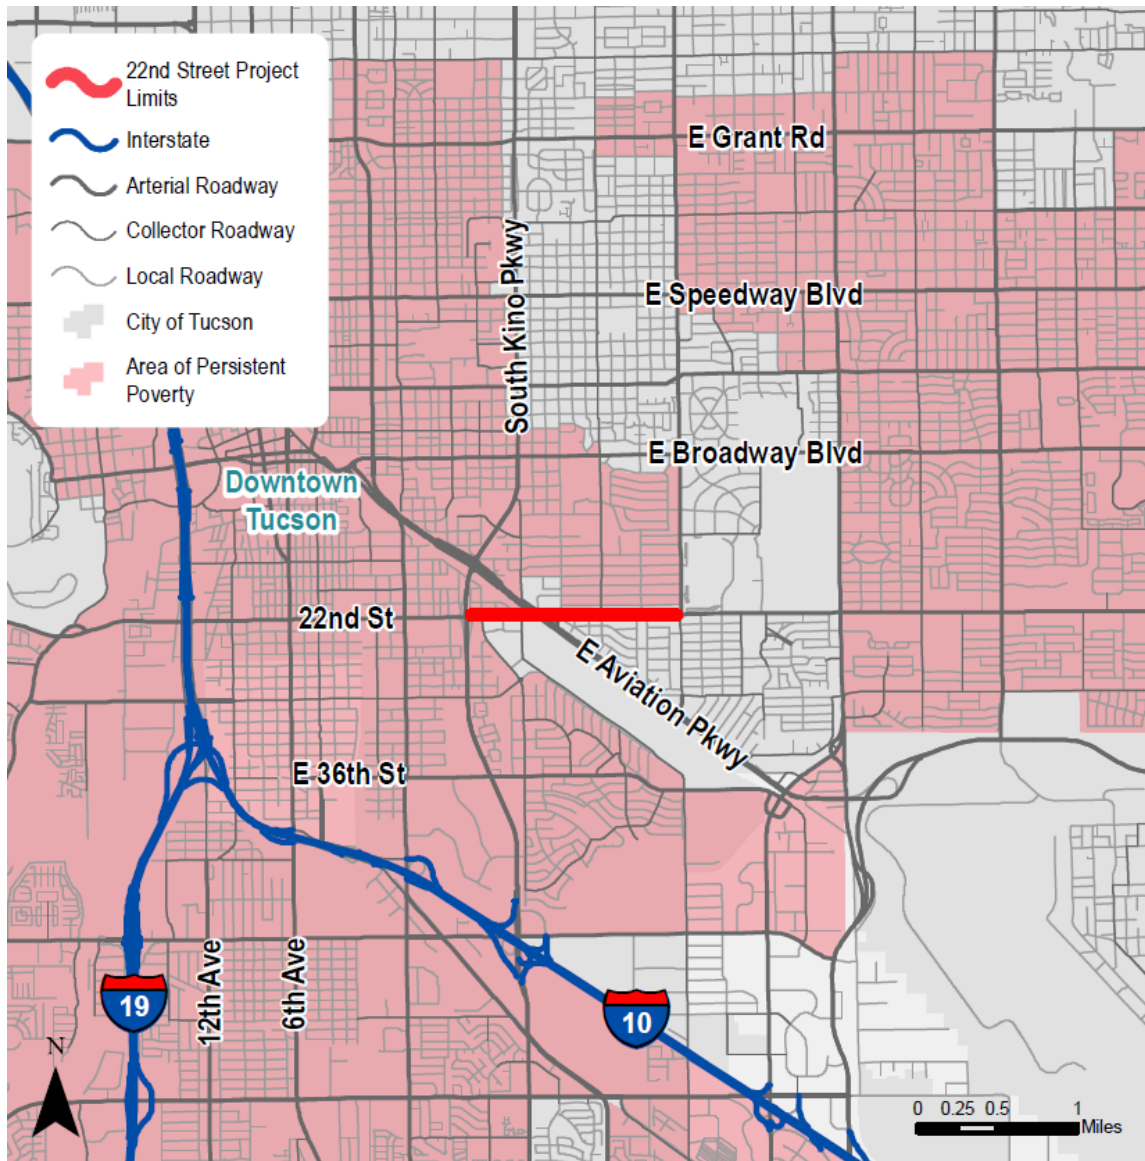 22nd Street Project
Limits
Interstate
Arterial Roadway
Collector Roadway
Local Roadway
City of Tucson
Area of Persistent
Poverty
E Grant Rd
South Kino Pkwy
E Speedway Blvd
E Broadway Blvd
Downtown
Tucson
22nd St
E Aviation Pkwy
E 36th St
12th Ave
6th Ave
19
10
N
0 0.25 0.5 1
Miles